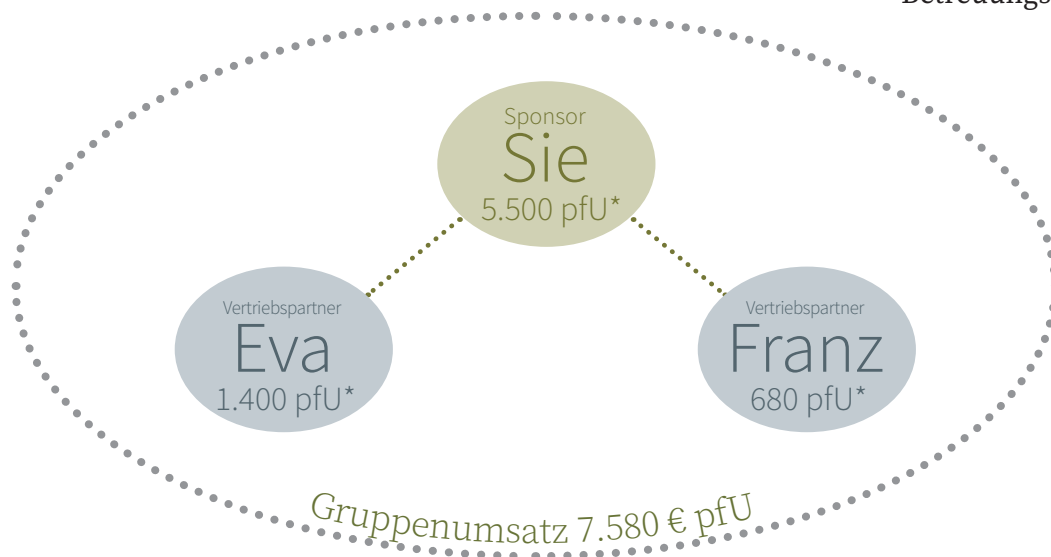 Sponsor
Sie
5.500 pfU*
Vertriebspartner
Eva
1.400 pfU*
Vertriebspartner
Franz
680 pfU*
Gruppenumsatz 7.580 € pfU